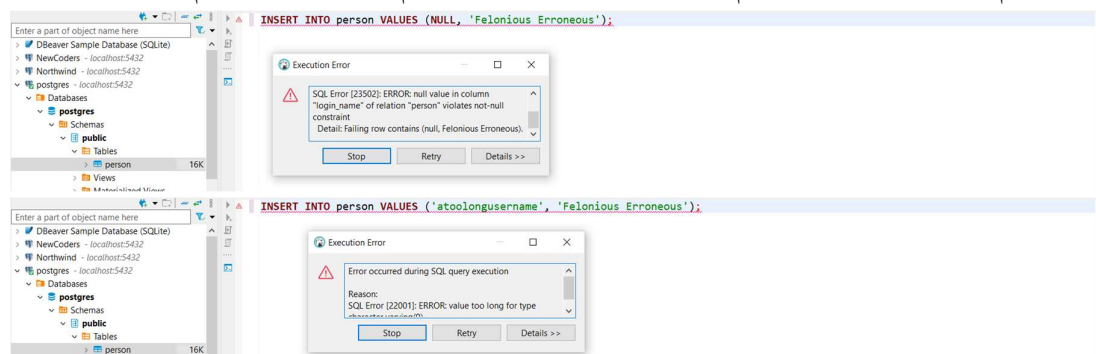 INSERT INTO person VALUES (NULL, 'Felonious Erroneous');
Enter a part of object name here
DBeaver Sample Database (SQLite)
NewCoders - localhost:5432
Northwind - localhost:5432
postgres - localhost:5432
Databases
postgres
Schemas
public
Tables
person 16K
Views
Materialized Views
Execution Error
SQL Error [23502]: ERROR: null value in column
"login_name" of relation "person" violates not-null
constraint
Detail: Failing row contains (null, Felonious Erroneous).
Stop Retry Details >>
INSERT INTO person VALUES ('atoolongusername', 'Felonious Erroneous');
Enter a part of object name here
DBeaver Sample Database (SQLite)
NewCoders - localhost:5432
Northwind - localhost:5432
postgres - localhost:5432
Databases
postgres
Schemas
public
Tables
person 16K
Execution Error
Error occurred during SQL query execution
Reason:
SQL Error [22001]: ERROR: value too long for type
character varying(9)
Stop Retry Details >>